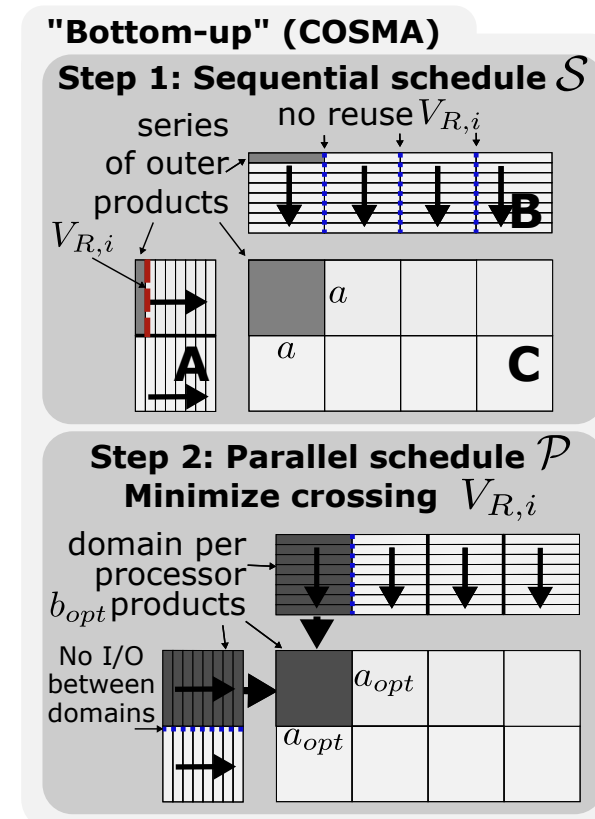 "Bottom-up" (COSMA)
Step 1: Sequential schedule 𝒮
no reuse V_{R,i}
series
of outer
products
V_{R,i}
B
a
a
A
C
Step 2: Parallel schedule 𝒫
Minimize crossing V_{R,i}
domain per
processor
b_{opt} products
No I/O
between
domains
a_{opt}
a_{opt}